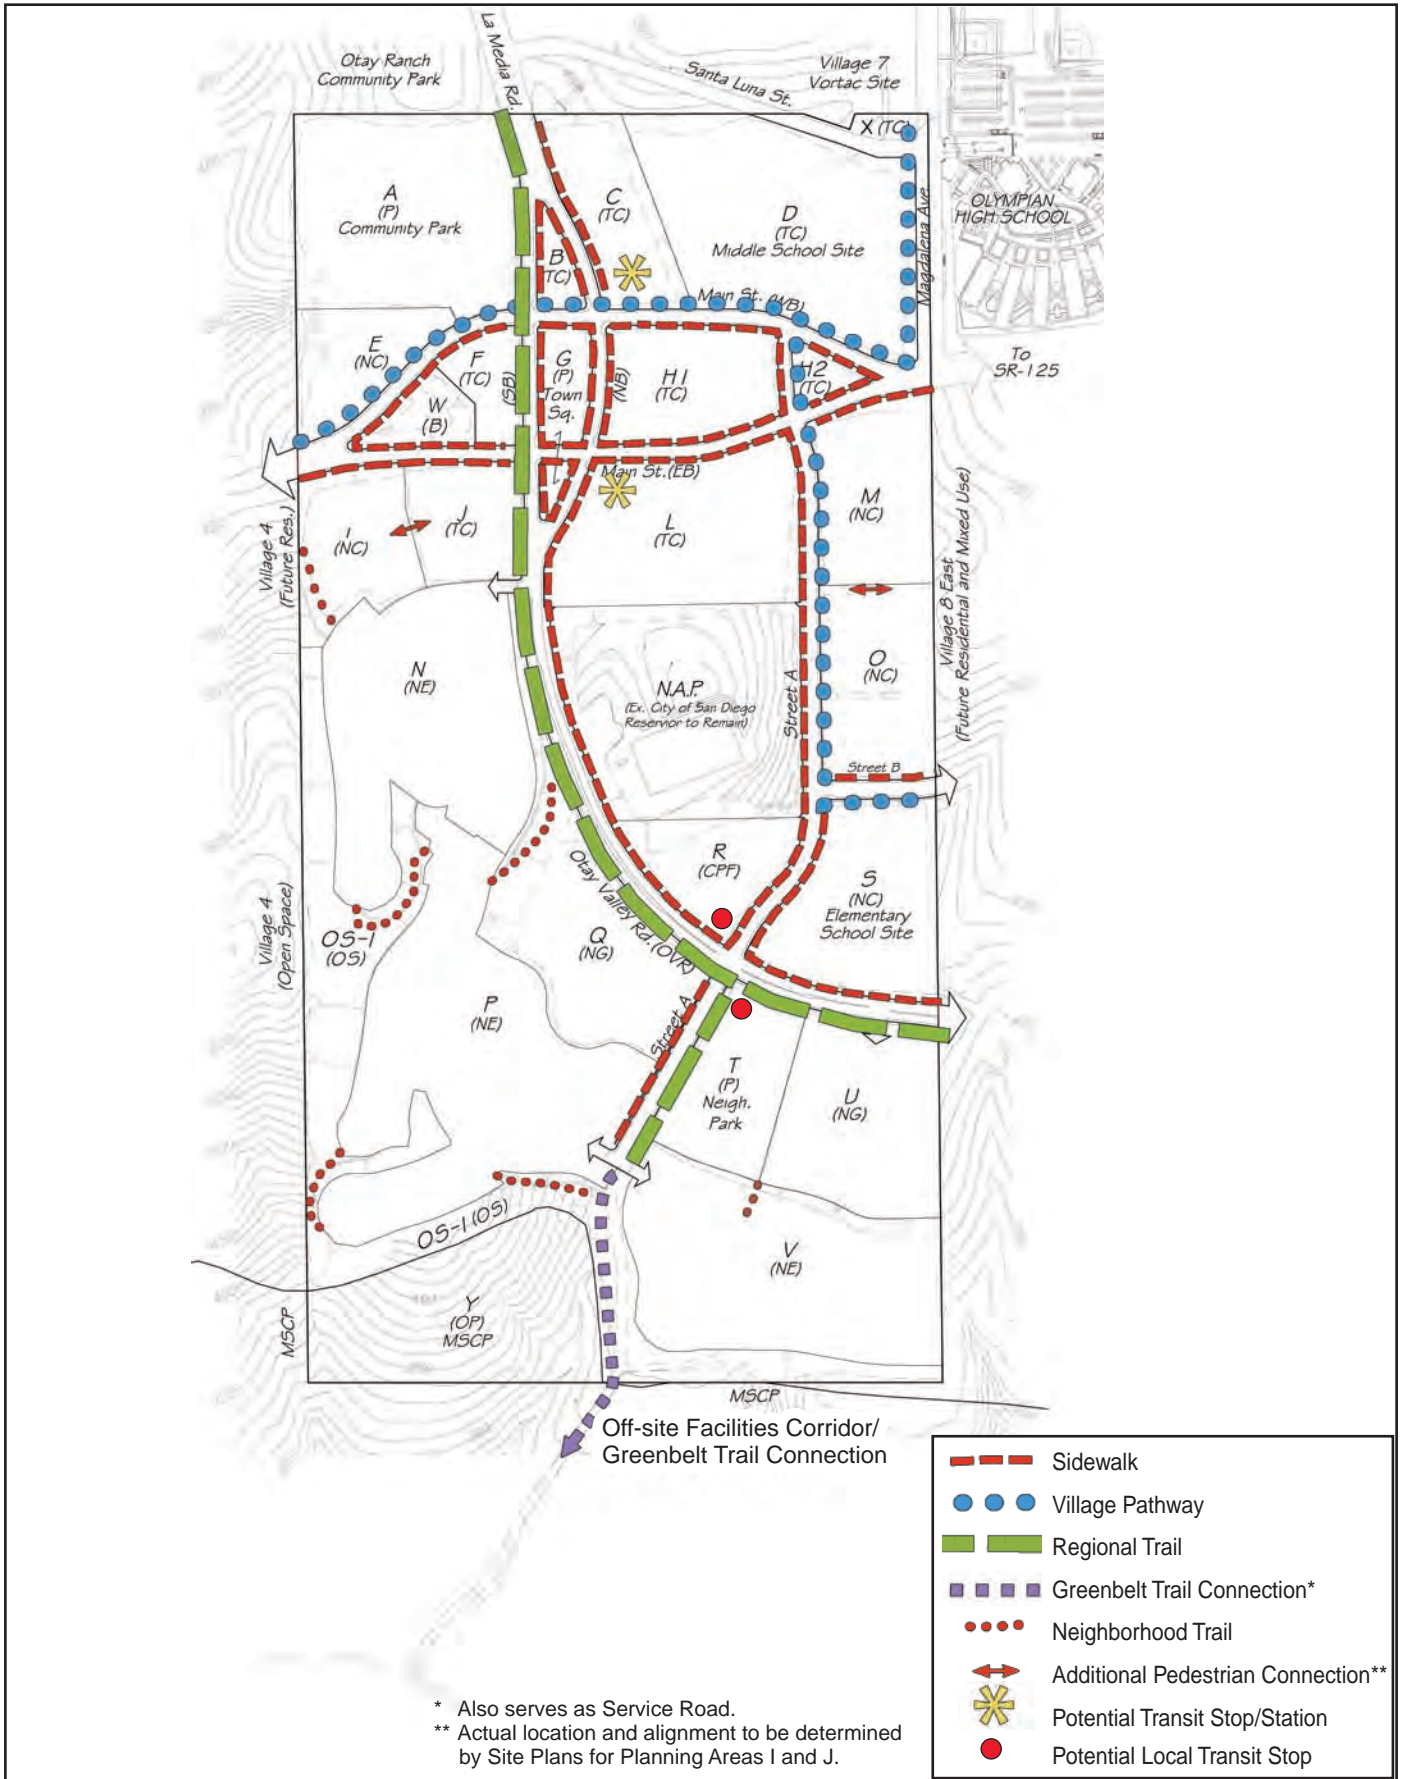 La Media Rd.
Otay Ranch
Community Park
Santa Luna St.
Village 7
Vortac Site
X (TC)
A
(P)
Community Park
C
(TC)
D
(TC)
Middle School Site
Magdalena Ave
OLYMPIAN
HIGH SCHOOL
B
(TC)
Main St. (WB)
E
(NC)
F
(TC)
(SB)
G
(P)
Town
Sq.
(NB)
H1
(TC)
H2
(TC)
To
SR-125
W
(B)
Main St. (EB)
Village 4
(Future Res.)
I
(NC)
J
(TC)
L
(TC)
M
(NC)
Village 8 East
(Future Residential and Mixed Use)
N
(NE)
N.A.P.
(Ex. City of San Diego
Reservior to Remain)
Street A
O
(NC)
Street B
Village 4
(Open Space)
OS-1
(OS)
Otay Valley Rd. (OVR)
R
(CPF)
S
(NC)
Elementary
School Site
Q
(NG)
P
(NE)
Street A
T
(P)
Neigh.
Park
U
(NG)
OS-1 (OS)
V
(NE)
Y
(OP)
MSCP
MSCP
MSCP
Off-site Facilities Corridor/
Greenbelt Trail Connection
Sidewalk
Village Pathway
Regional Trail
Greenbelt Trail Connection*
Neighborhood Trail
Additional Pedestrian Connection**
Potential Transit Stop/Station
Potential Local Transit Stop
* Also serves as Service Road.
** Actual location and alignment to be determined
by Site Plans for Planning Areas I and J.